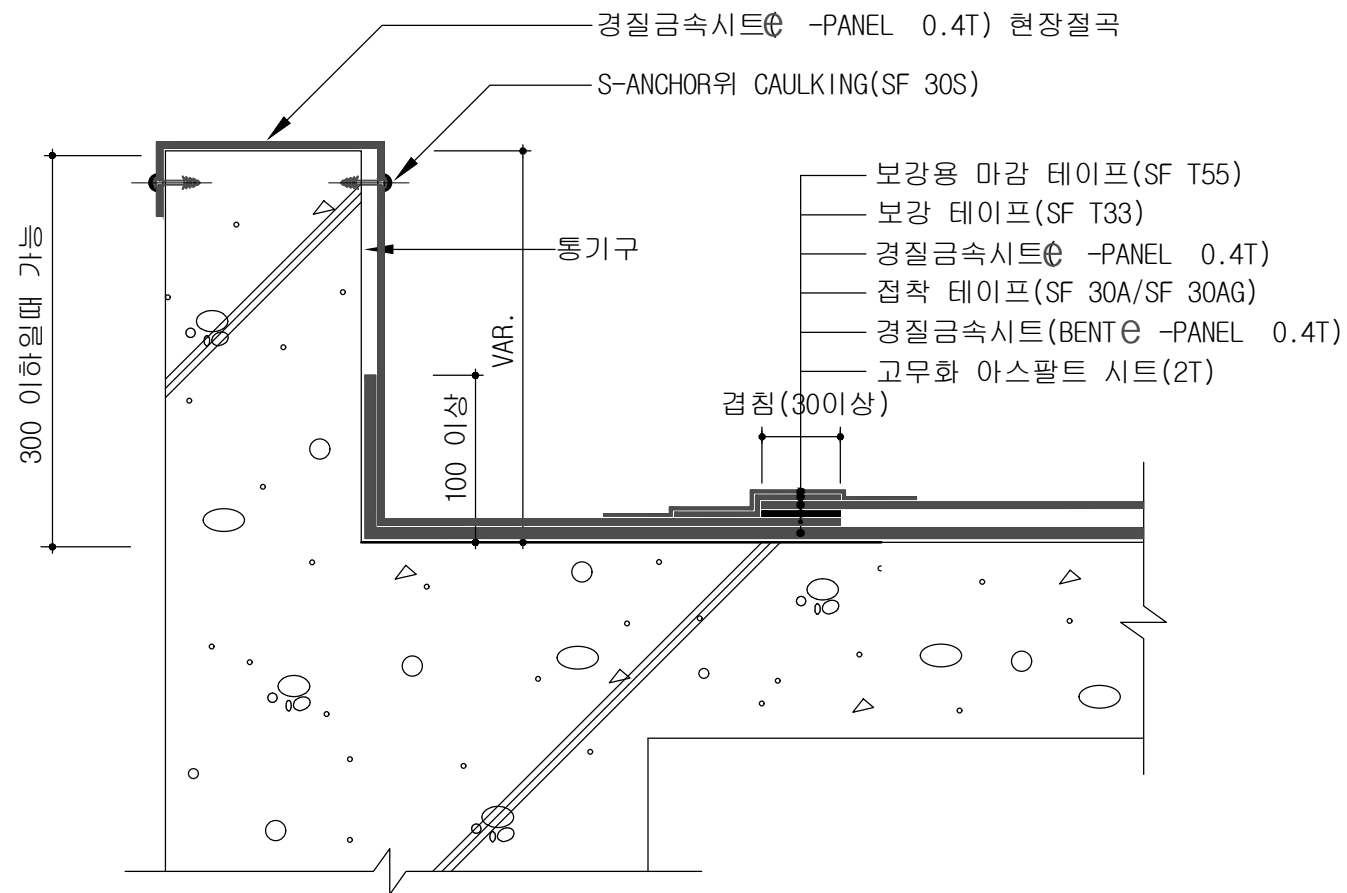 경질금속시트(e -PANEL 0.4T) 현장절곡
S-ANCHOR위 CAULKING(SF 30S)
보강용 마감 테이프(SF T55)
보강 테이프(SF T33)
경질금속시트(e -PANEL 0.4T)
접착 테이프(SF 30A/SF 30AG)
경질금속시트(BENT e -PANEL 0.4T)
고무화 아스팔트 시트(2T)
통기구
겹침(30이상)
300 이하일때 가능
VAR.
100 이상